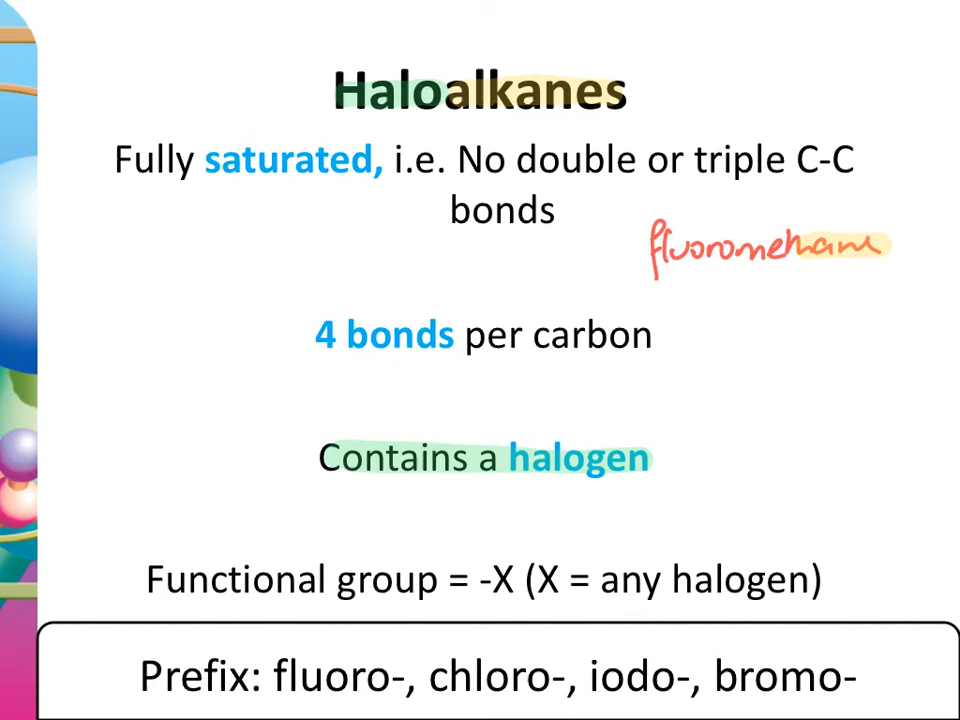 Haloalkanes
Fully saturated, i.e. No double or triple C-C
bonds
fluoromethane
4 bonds per carbon
Contains a halogen
Functional group = -X (X = any halogen)
Prefix: fluoro-, chloro-, iodo-, bromo-